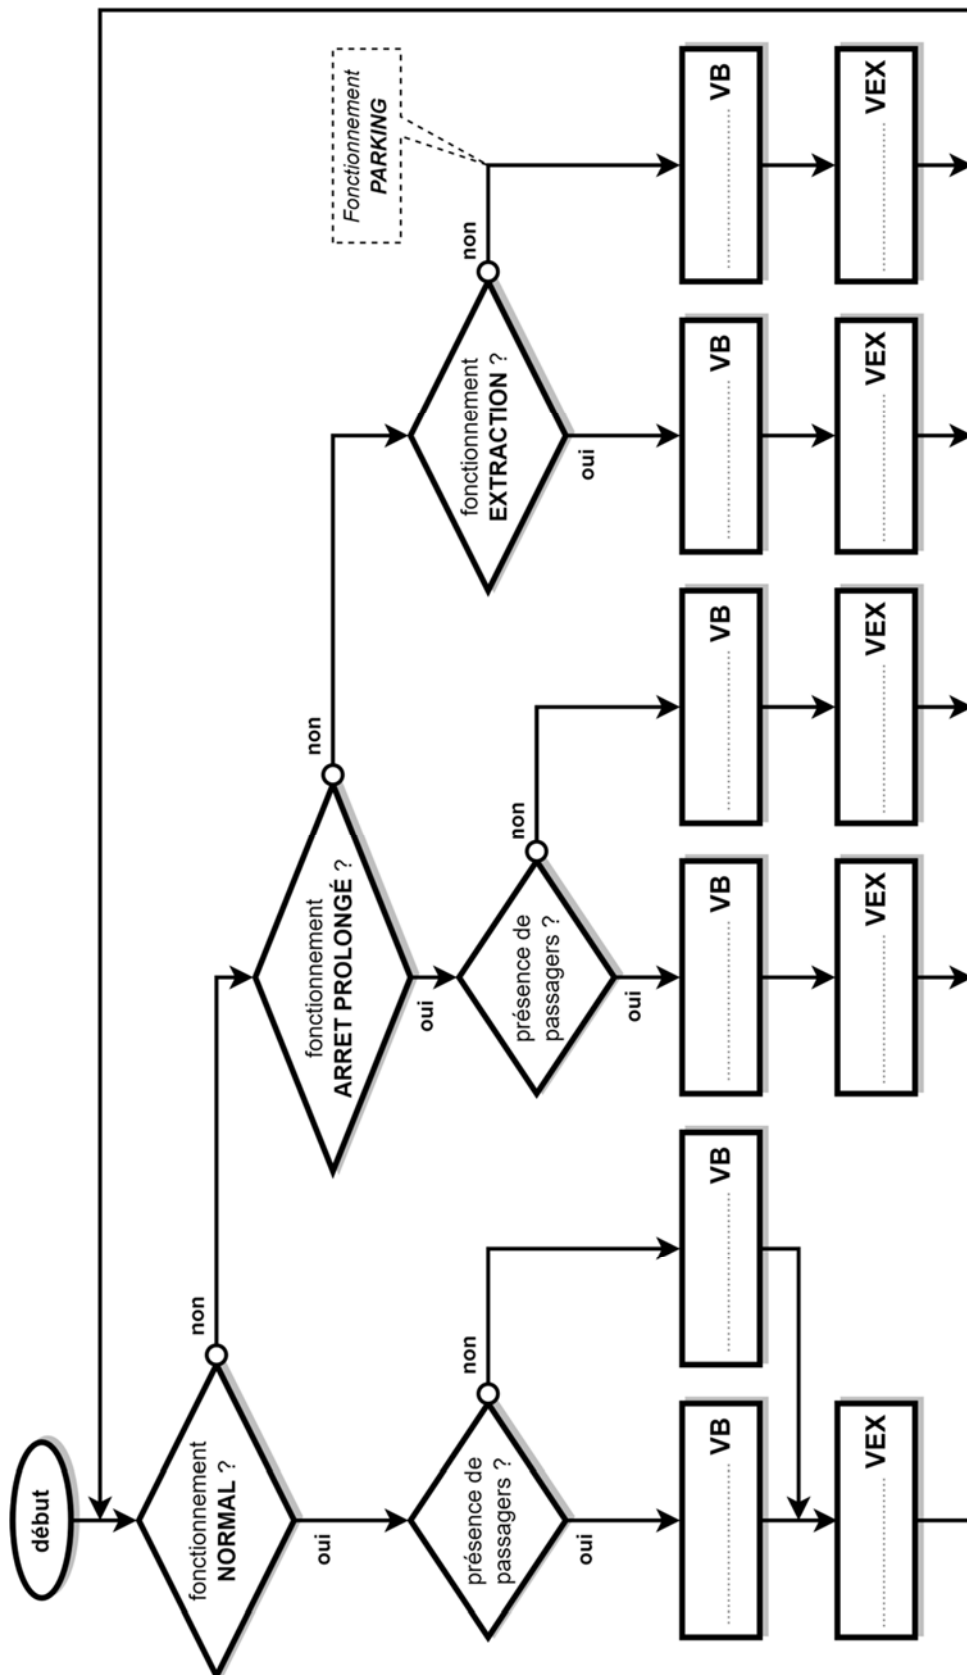 début
fonctionnement
NORMAL ?
non
oui
présence de
passagers ?
non
oui
VB
VB
VEX
fonctionnement
ARRET PROLONGÉ ?
non
oui
présence de
passagers ?
non
oui
VB
VEX
VB
VEX
fonctionnement
EXTRACTION ?
non
oui
VB
VEX
Fonctionnement
PARKING
VB
VEX